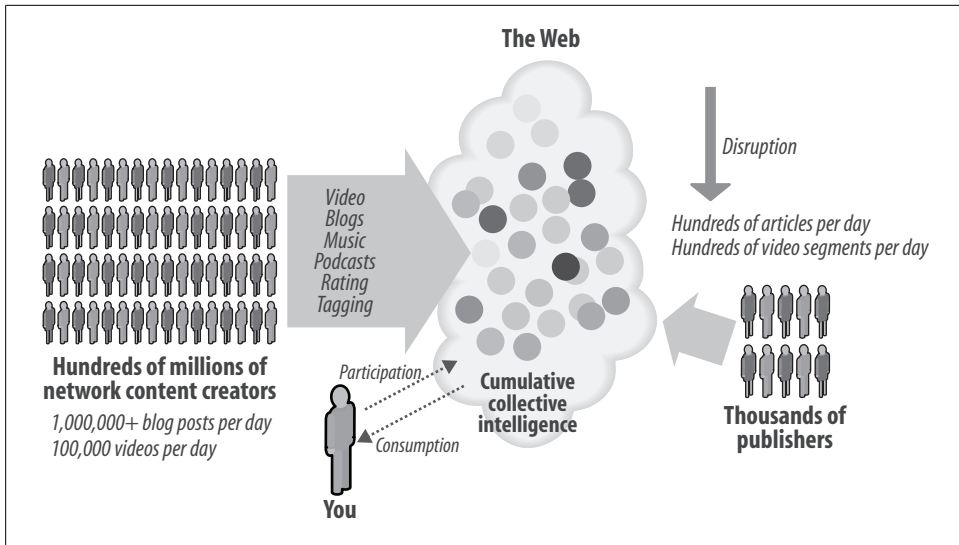 The Web
Disruption
Video
Blogs
Music
Podcasts
Rating
Tagging
Hundreds of articles per day
Hundreds of video segments per day
Hundreds of millions of
network content creators
1,000,000+ blog posts per day
100,000 videos per day
Participation
Consumption
You
Cumulative
collective
intelligence
Thousands of
publishers